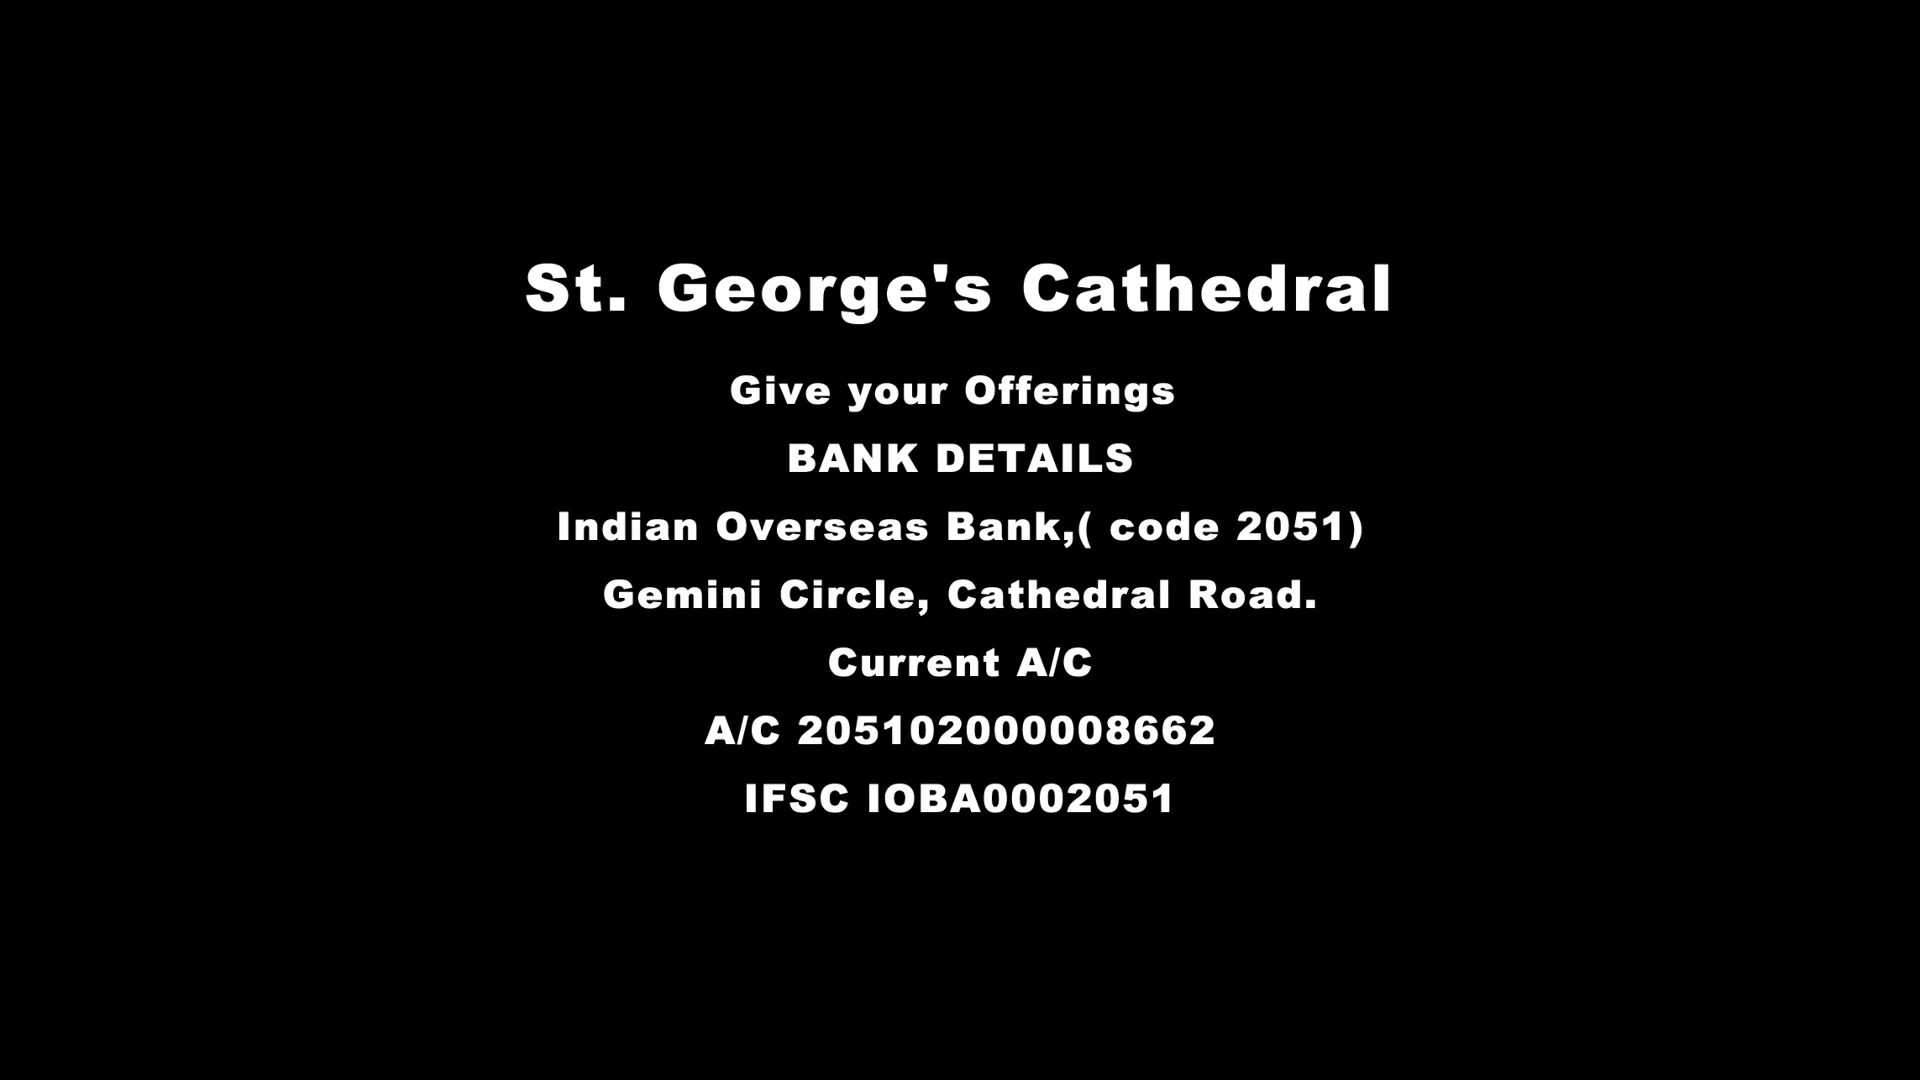 St. George's Cathedral
Give your Offerings
BANK DETAILS
Indian Overseas Bank,( code 2051)
Gemini Circle, Cathedral Road.
Current A/C
A/C 205102000008662
IFSC IOBA0002051